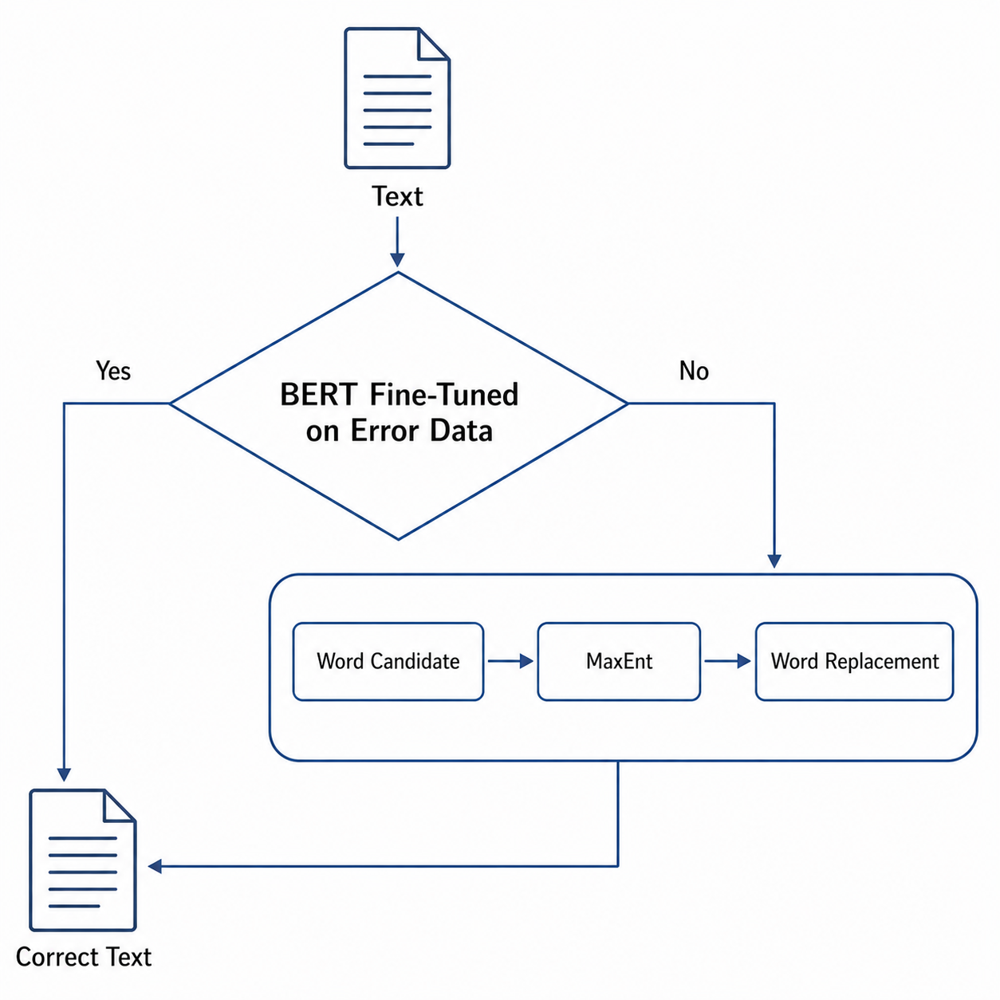 Text
Yes
No
BERT Fine-Tuned
on Error Data
Word Candidate
MaxEnt
Word Replacement
Correct Text